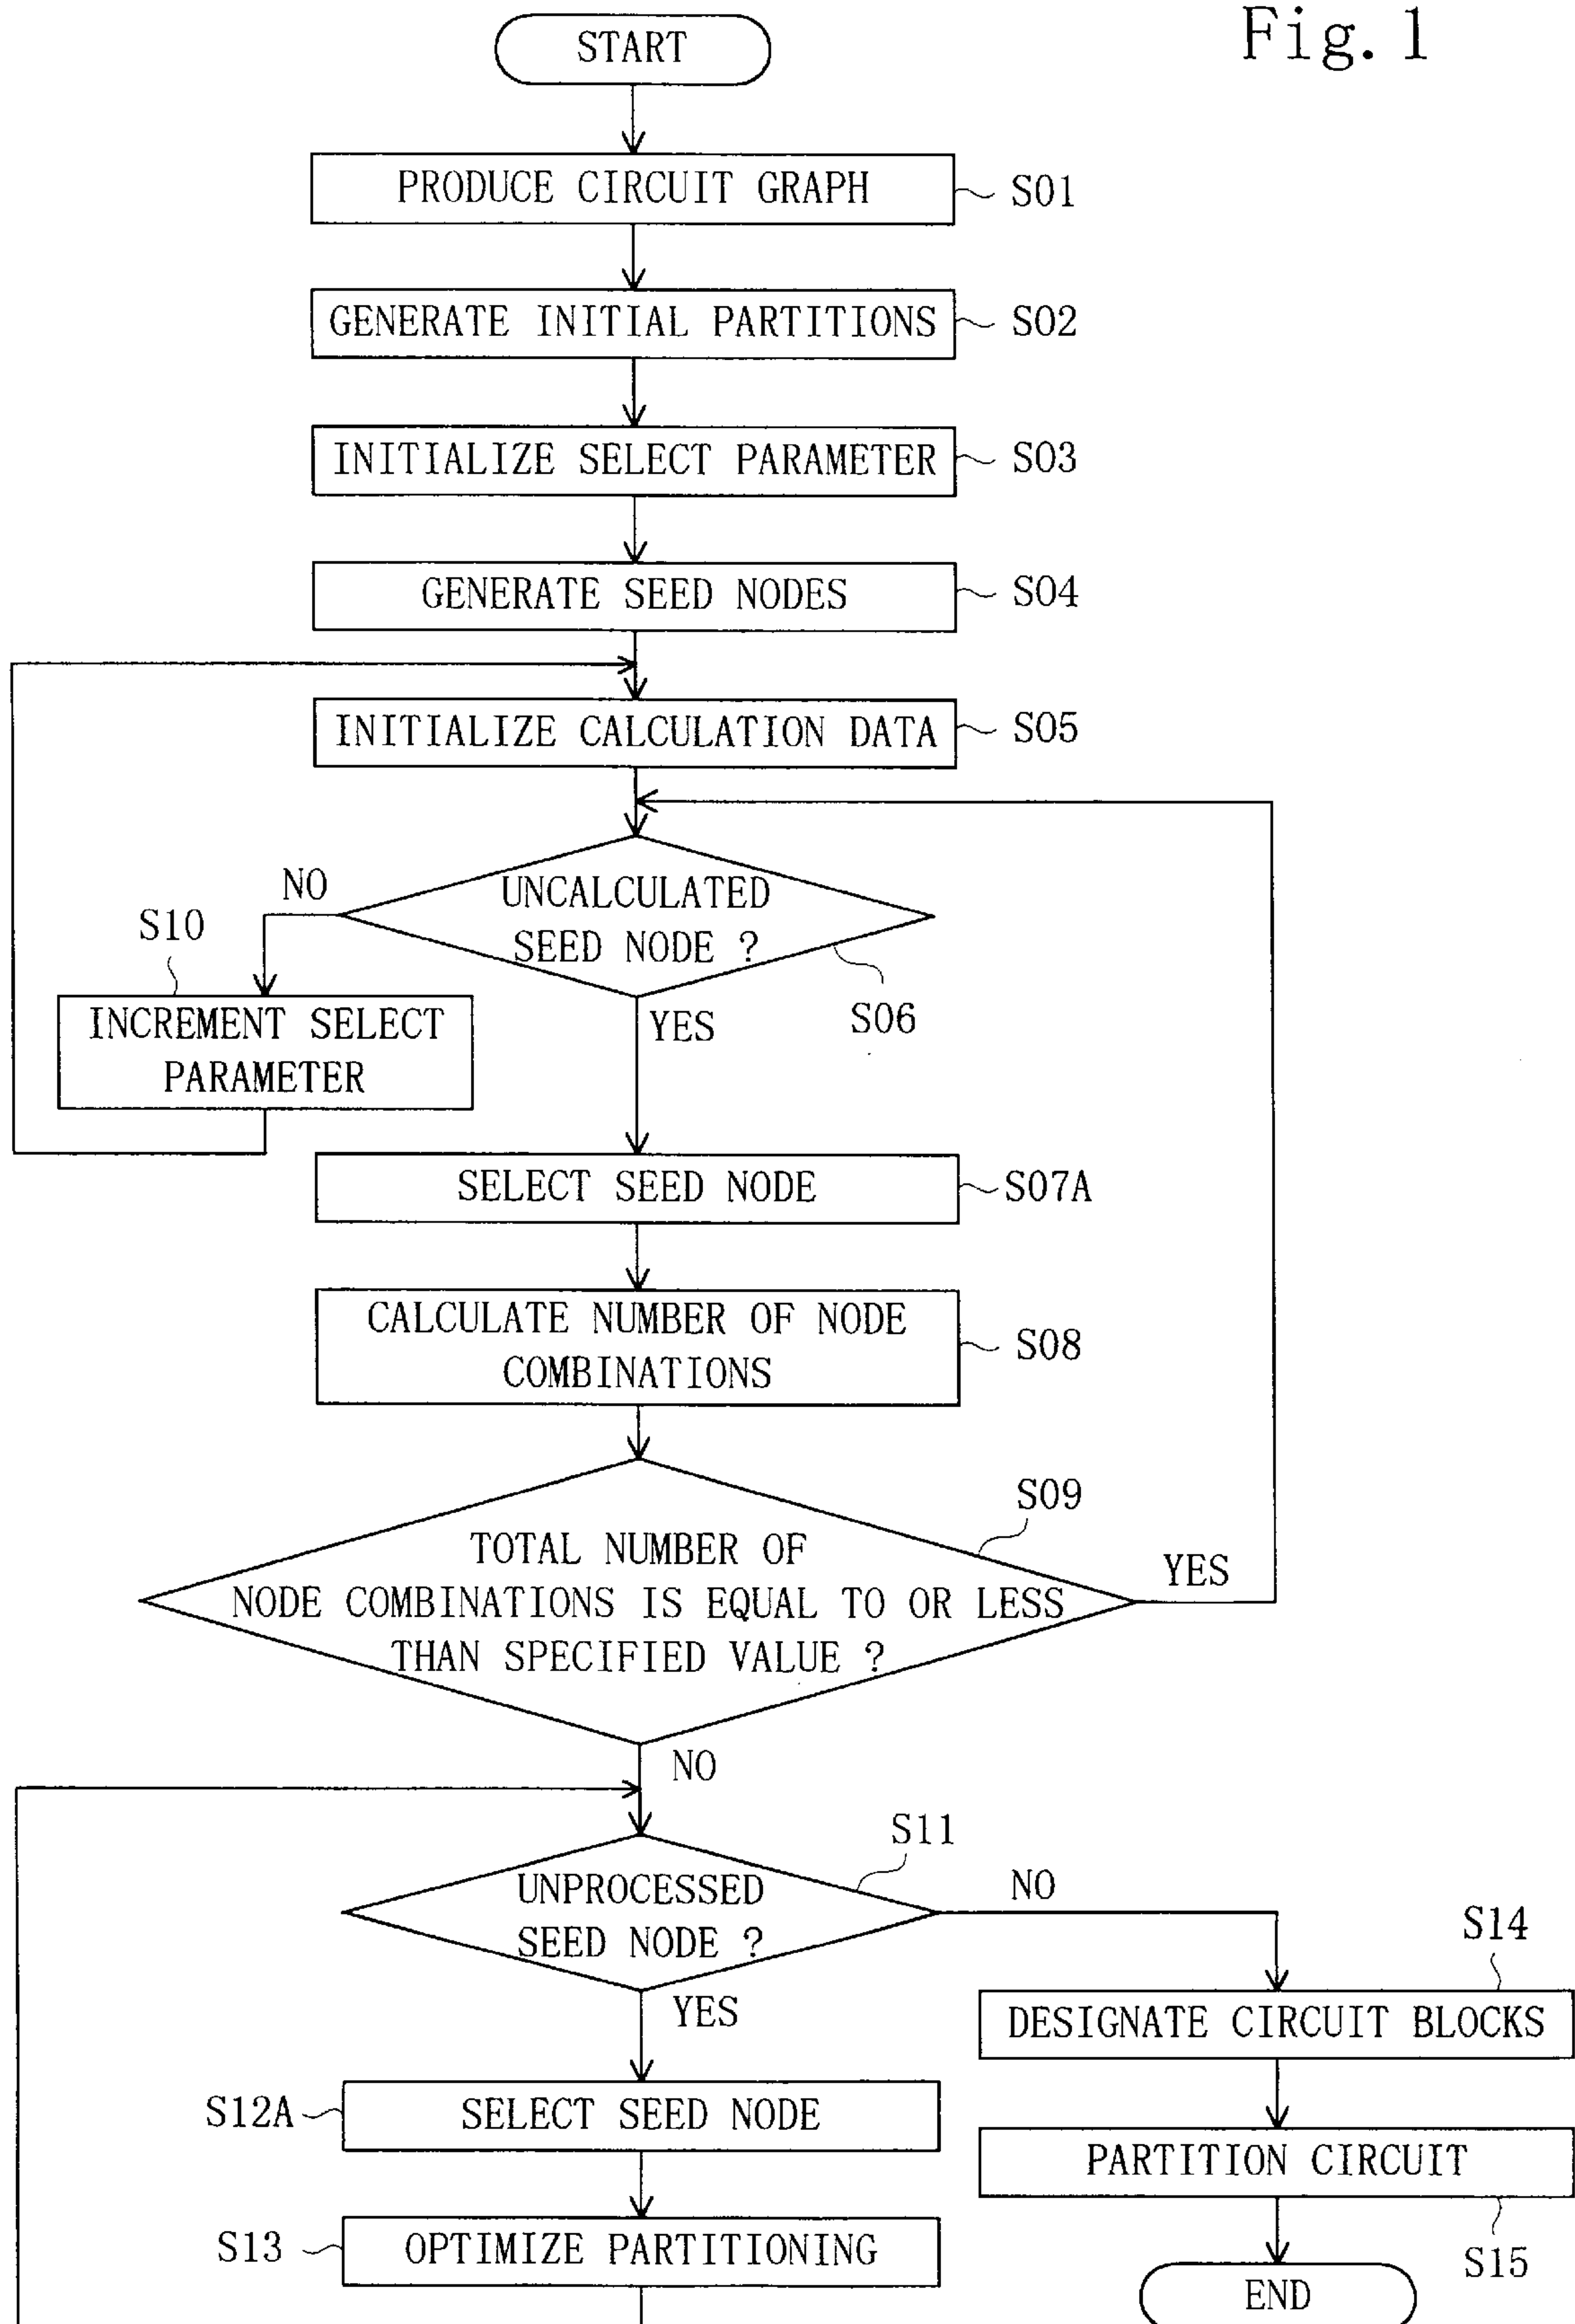 Fig. 1
START
PRODUCE CIRCUIT GRAPH
S01
GENERATE INITIAL PARTITIONS
S02
INITIALIZE SELECT PARAMETER
S03
GENERATE SEED NODES
S04
INITIALIZE CALCULATION DATA
S05
UNCALCULATED
SEED NODE ?
S06
NO
S10
INCREMENT SELECT
PARAMETER
YES
SELECT SEED NODE
S07A
CALCULATE NUMBER OF NODE
COMBINATIONS
S08
S09
TOTAL NUMBER OF
NODE COMBINATIONS IS EQUAL TO OR LESS
THAN SPECIFIED VALUE ?
YES
NO
S11
UNPROCESSED
SEED NODE ?
NO
YES
S14
DESIGNATE CIRCUIT BLOCKS
S12A
SELECT SEED NODE
PARTITION CIRCUIT
S15
S13
OPTIMIZE PARTITIONING
END